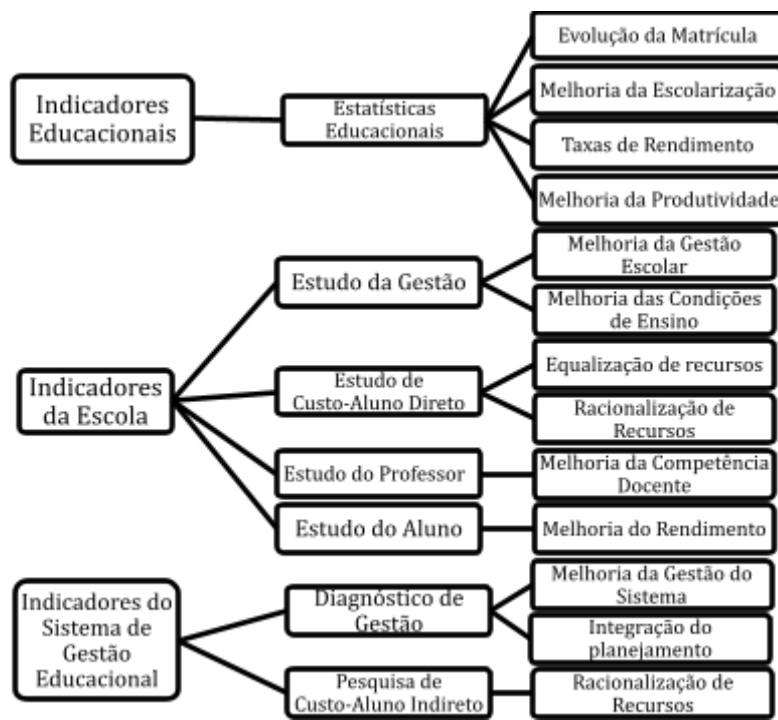 Indicadores
Educacionais
Estatísticas
Educacionais
Evolução da Matrícula
Melhoria da Escolarização
Taxas de Rendimento
Melhoria da Produtividade
Indicadores
da Escola
Estudo da Gestão
Melhoria da Gestão
Escolar
Melhoria das Condições
de Ensino
Estudo de
Custo-Aluno Direto
Equalização de recursos
Racionalização de
Recursos
Estudo do Professor
Melhoria da Competência
Docente
Estudo do Aluno
Melhoria do Rendimento
Indicadores do
Sistema de
Gestão
Educacional
Diagnóstico de
Gestão
Melhoria da Gestão do
Sistema
Integração do
planejamento
Pesquisa de
Custo-Aluno Indireto
Racionalização de
Recursos